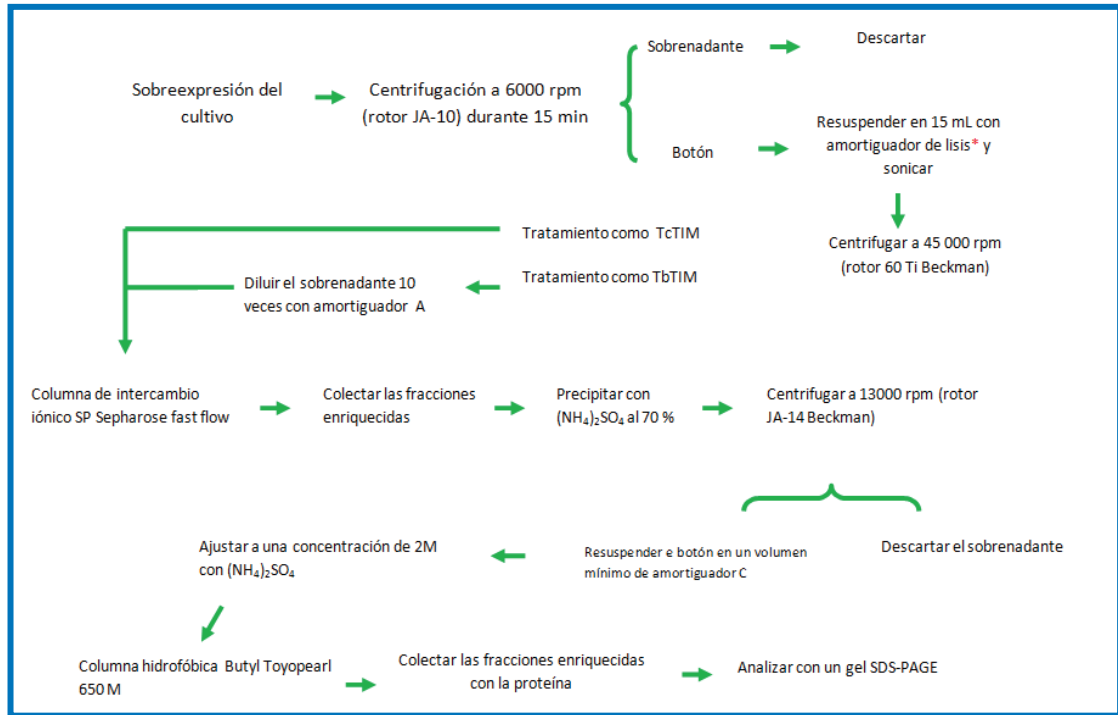 Sobrenadante
Descartar
Sobreexpresión del
cultivo
Centrifugación a 6000 rpm
(rotor JA-10) durante 15 min
Botón
Resuspender en 15 mL con
amortiguador de lisis* y
sonicar
Centrifugar a 45 000 rpm
(rotor 60 Ti Beckman)
Tratamiento como TcTIM
Tratamiento como TbTIM
Diluir el sobrenadante 10
veces con amortiguador A
Columna de intercambio
iónico SP Sepharose fast flow
Colectar las fracciones
enriquecidas
Precipitar con
(NH₄)₂SO₄ al 70 %
Centrifugar a 13000 rpm (rotor
JA-14 Beckman)
Descartar el sobrenadante
Resuspender e botón en un volumen
mínimo de amortiguador C
Ajustar a una concentración de 2M
con (NH₄)₂SO₄
Columna hidrofóbica Butyl Toyopearl
650 M
Colectar las fracciones enriquecidas
con la proteína
Analizar con un gel SDS-PAGE